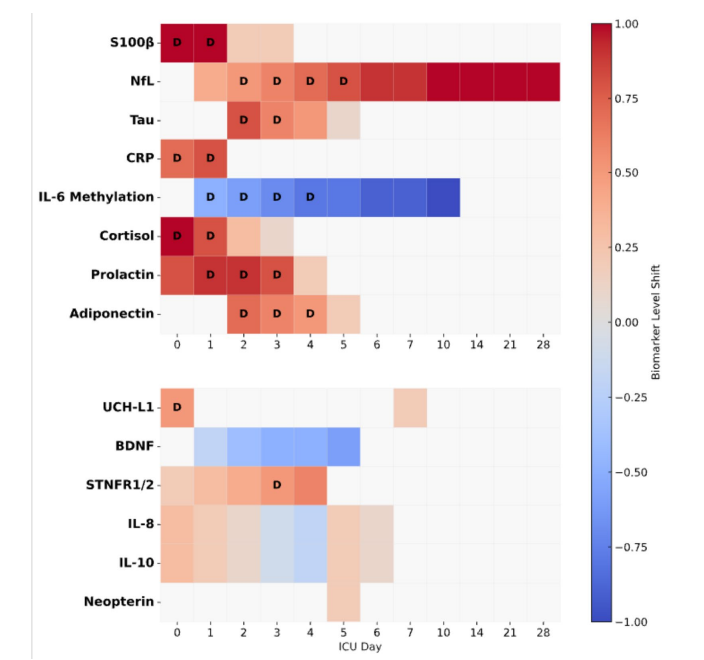 S100β
D D
NfL
D D D D
Tau
D D
CRP
D D
IL-6 Methylation
D D D D
Cortisol
D D
Prolactin
D D D
Adiponectin
D D D
0 1 2 3 4 5 6 7 10 14 21 28
UCH-L1
D
BDNF
STNFR1/2
D
IL-8
IL-10
Neopterin
0 1 2 3 4 5 6 7 10 14 21 28
ICU Day
1.00
0.75
0.50
0.25
0.00
−0.25
−0.50
−0.75
−1.00
Biomarker Level Shift